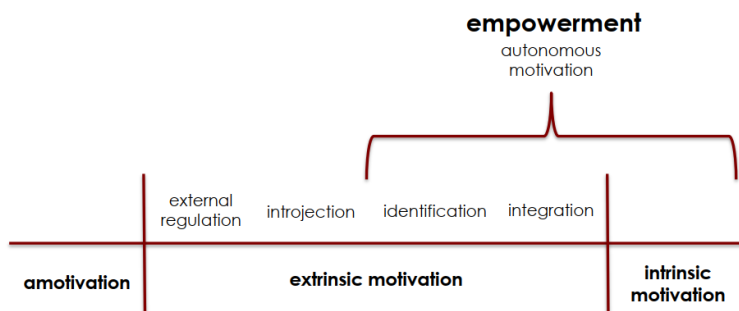 empowerment
autonomous
motivation
external
regulation
introjection
identification
integration
amotivation
extrinsic motivation
intrinsic
motivation